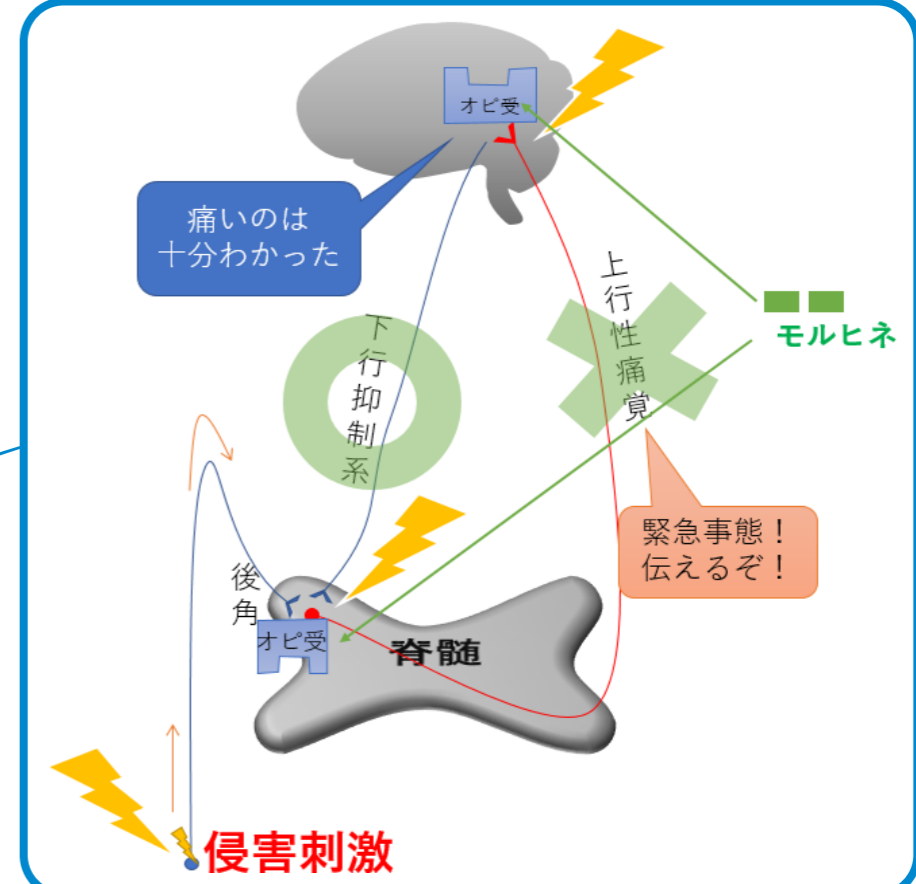 オピ受
痛いのは
十分わかった
上行性痛覚
モルヒネ
下行抑制系
緊急事態！
伝えるぞ！
後角
オピ受
脊髄
侵害刺激